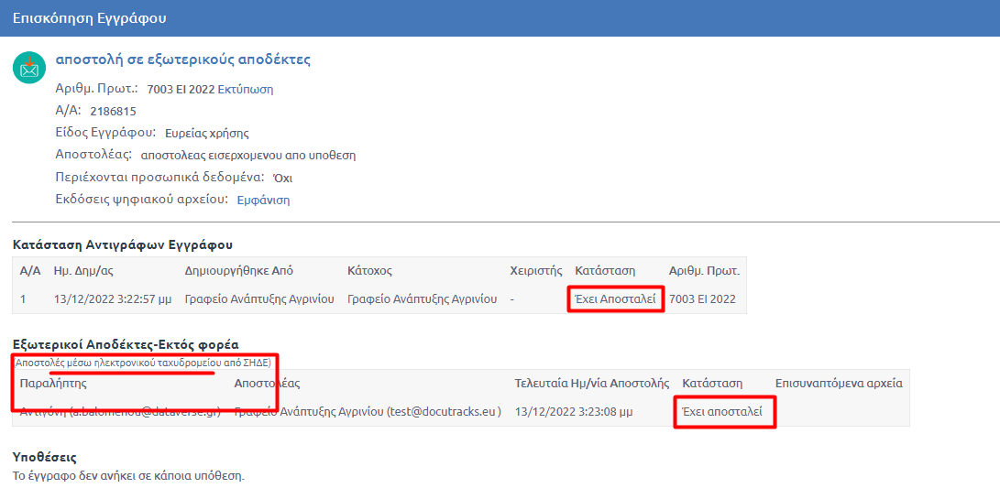 Επισκόπηση Εγγράφου
αποστολή σε εξωτερικούς αποδέκτες
Αριθμ. Πρωτ.: 7003 ΕΙ 2022 Εκτύπωση
Α/Α: 2186815
Είδος Εγγράφου: Ευρείας χρήσης
Αποστολέας: αποστολεας εισερχομενου απο υποθεση
Περιέχονται προσωπικά δεδομένα: Όχι
Εκδόσεις ψηφιακού αρχείου: Εμφάνιση
Κατάσταση Αντιγράφων Εγγράφου
Α/Α Ημ. Δημ/ας Δημιουργήθηκε Από Κάτοχος Χειριστής Κατάσταση Αριθμ. Πρωτ.
1 13/12/2022 3:22:57 μμ Γραφείο Ανάπτυξης Αγρινίου Γραφείο Ανάπτυξης Αγρινίου - Έχει Αποσταλεί 7003 ΕΙ 2022
Εξωτερικοί Αποδέκτες-Εκτός φορέα
(Αποστολές μέσω ηλεκτρονικού ταχυδρομείου από ΣΗΔΕ)
Παραλήπτης Αποστολέας Τελευταία Ημ/νία Αποστολής Κατάσταση Επισυναπτόμενα αρχεία
Αντιγόνη (a.balomenou@dataverse.gr) Γραφείο Ανάπτυξης Αγρινίου (test@docutracks.eu ) 13/12/2022 3:23:08 μμ Έχει αποσταλεί
Υποθέσεις
Το έγγραφο δεν ανήκει σε κάποια υπόθεση.